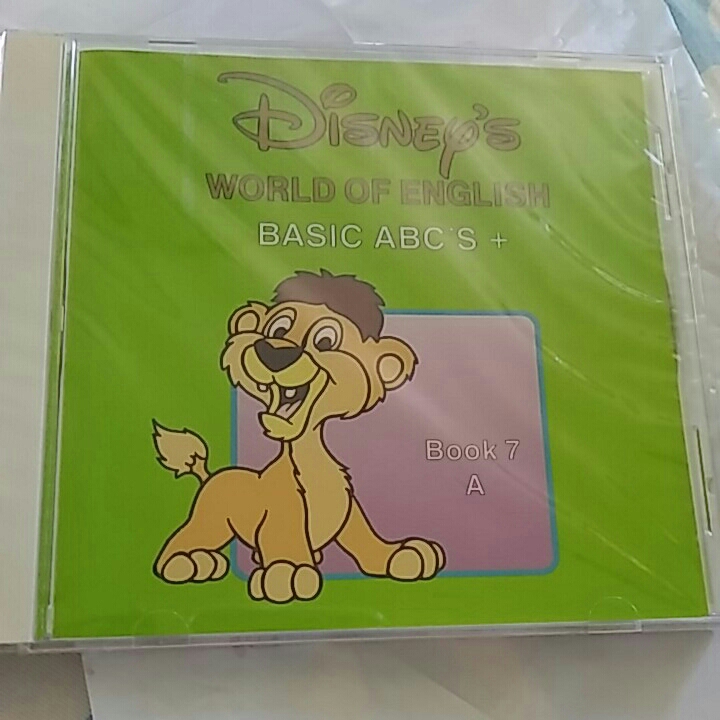 DISNEY'S
WORLD OF ENGLISH
BASIC ABC'S +
Book 7
A